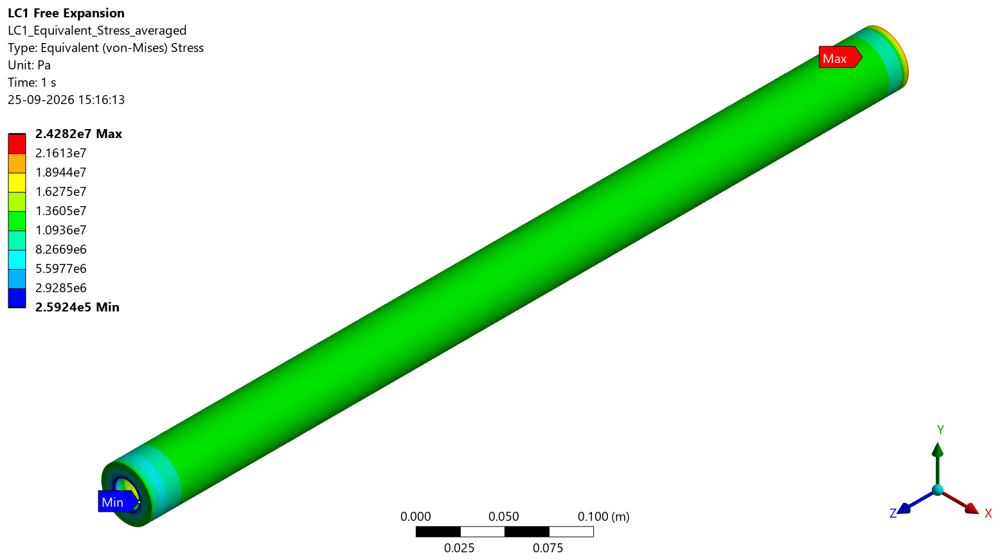 LC1 Free Expansion
LC1_Equivalent_Stress_averaged
Type: Equivalent (von-Mises) Stress
Unit: Pa
Time: 1 s
25-09-2026 15:16:13
2.4282e7 Max
2.1613e7
1.8944e7
1.6275e7
1.3605e7
1.0936e7
8.2669e6
5.5977e6
2.9285e6
2.5924e5 Min
Max
Min
0.000 0.050 0.100 (m)
0.025 0.075
Y
Z
X